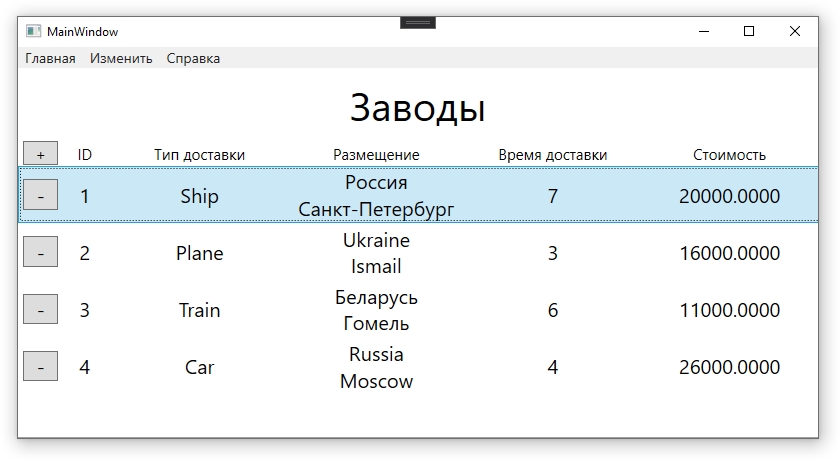 MainWindow
Главная Изменить Справка
Заводы
+ ID Тип доставки Размещение Время доставки Стоимость
- 1 Ship Россия Санкт-Петербург 7 20000.0000
- 2 Plane Ukraine Ismail 3 16000.0000
- 3 Train Беларусь Гомель 6 11000.0000
- 4 Car Russia Moscow 4 26000.0000